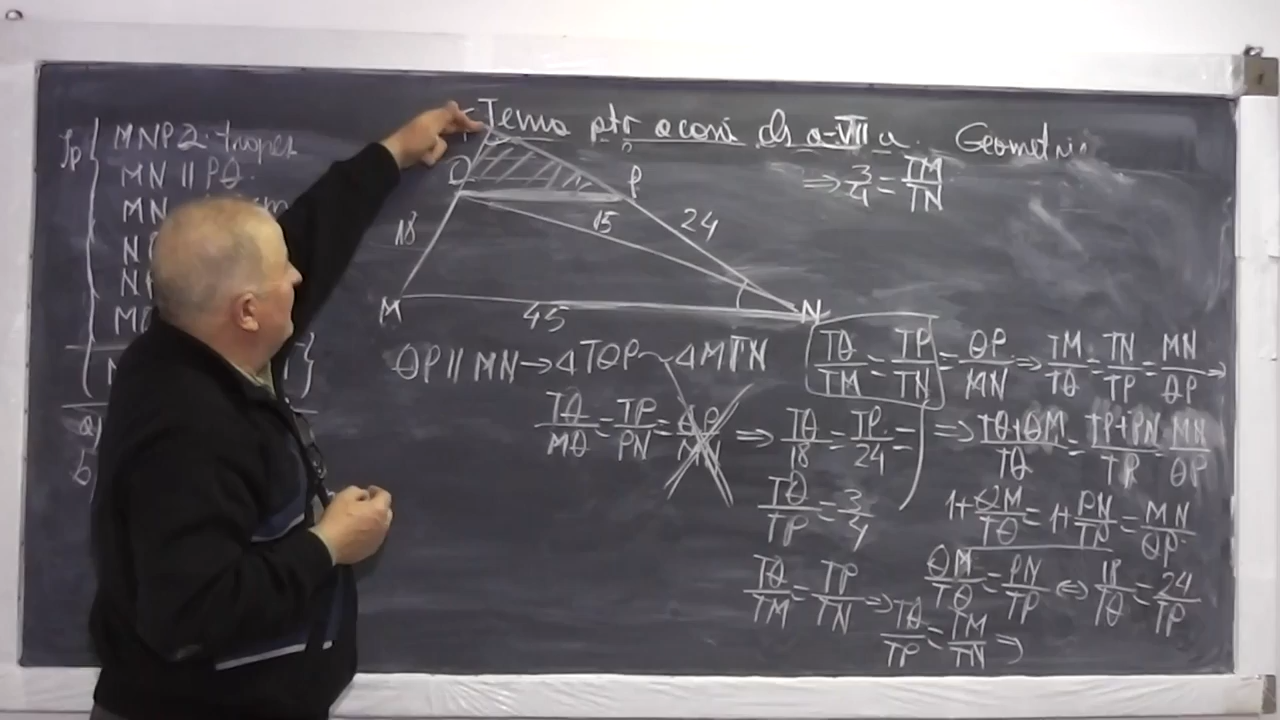 Tema ptr acasă cls a-VII a Geometrie
⇒ 3/4 = TM/TN
Ip
MNPQ trapez
MN || PQ
MN
cm
M
T
Q
P
18
15
24
M
45
N
QP || MN → ΔTQP ~ ΔMTN
TQ/TM = TP/TN = QP/MN ⇒ TM/TQ = TN/TP = MN/QP →
TQ/MQ = TP/PN = QP/MN ⇒ TQ/18 = TP/24 = ⇒ TQ+QM/TQ = TP+PN/TP = MN/QP
TQ/TP = 3/4
1+QM/TQ = 1+PN/TP = MN/QP
TQ/TM = TP/TN ⇒ TQ/TP = TM/TN ⇒
QM/TQ = PN/TP ⇔ 18/TQ = 24/TP
a
b